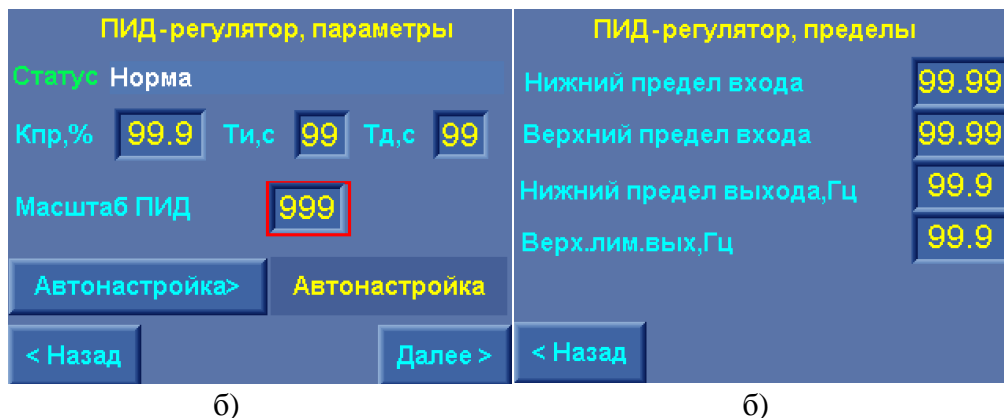 ПИД-регулятор, параметры
Статус Норма
Кпр,% 99.9 Ти,с 99 Тд,с 99
Масштаб ПИД 999
Автонастройка> Автонастройка
< Назад Далее >
б)
ПИД-регулятор, пределы
Нижний предел входа 99.99
Верхний предел входа 99.99
Нижний предел выхода,Гц 99.9
Верх.лим.вых,Гц 99.9
< Назад
б)